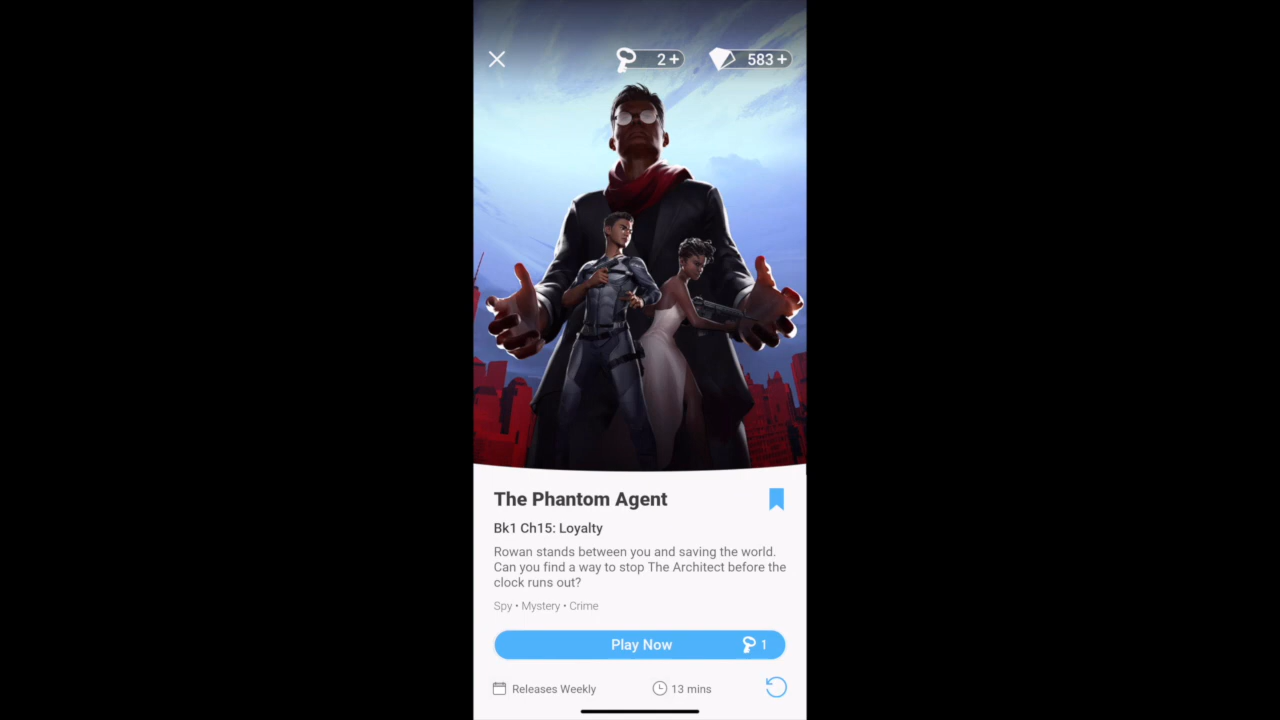 2+
583+
The Phantom Agent
Bk1 Ch15: Loyalty
Rowan stands between you and saving the world.
Can you find a way to stop The Architect before the
clock runs out?
Spy • Mystery • Crime
Play Now 1
Releases Weekly 13 mins